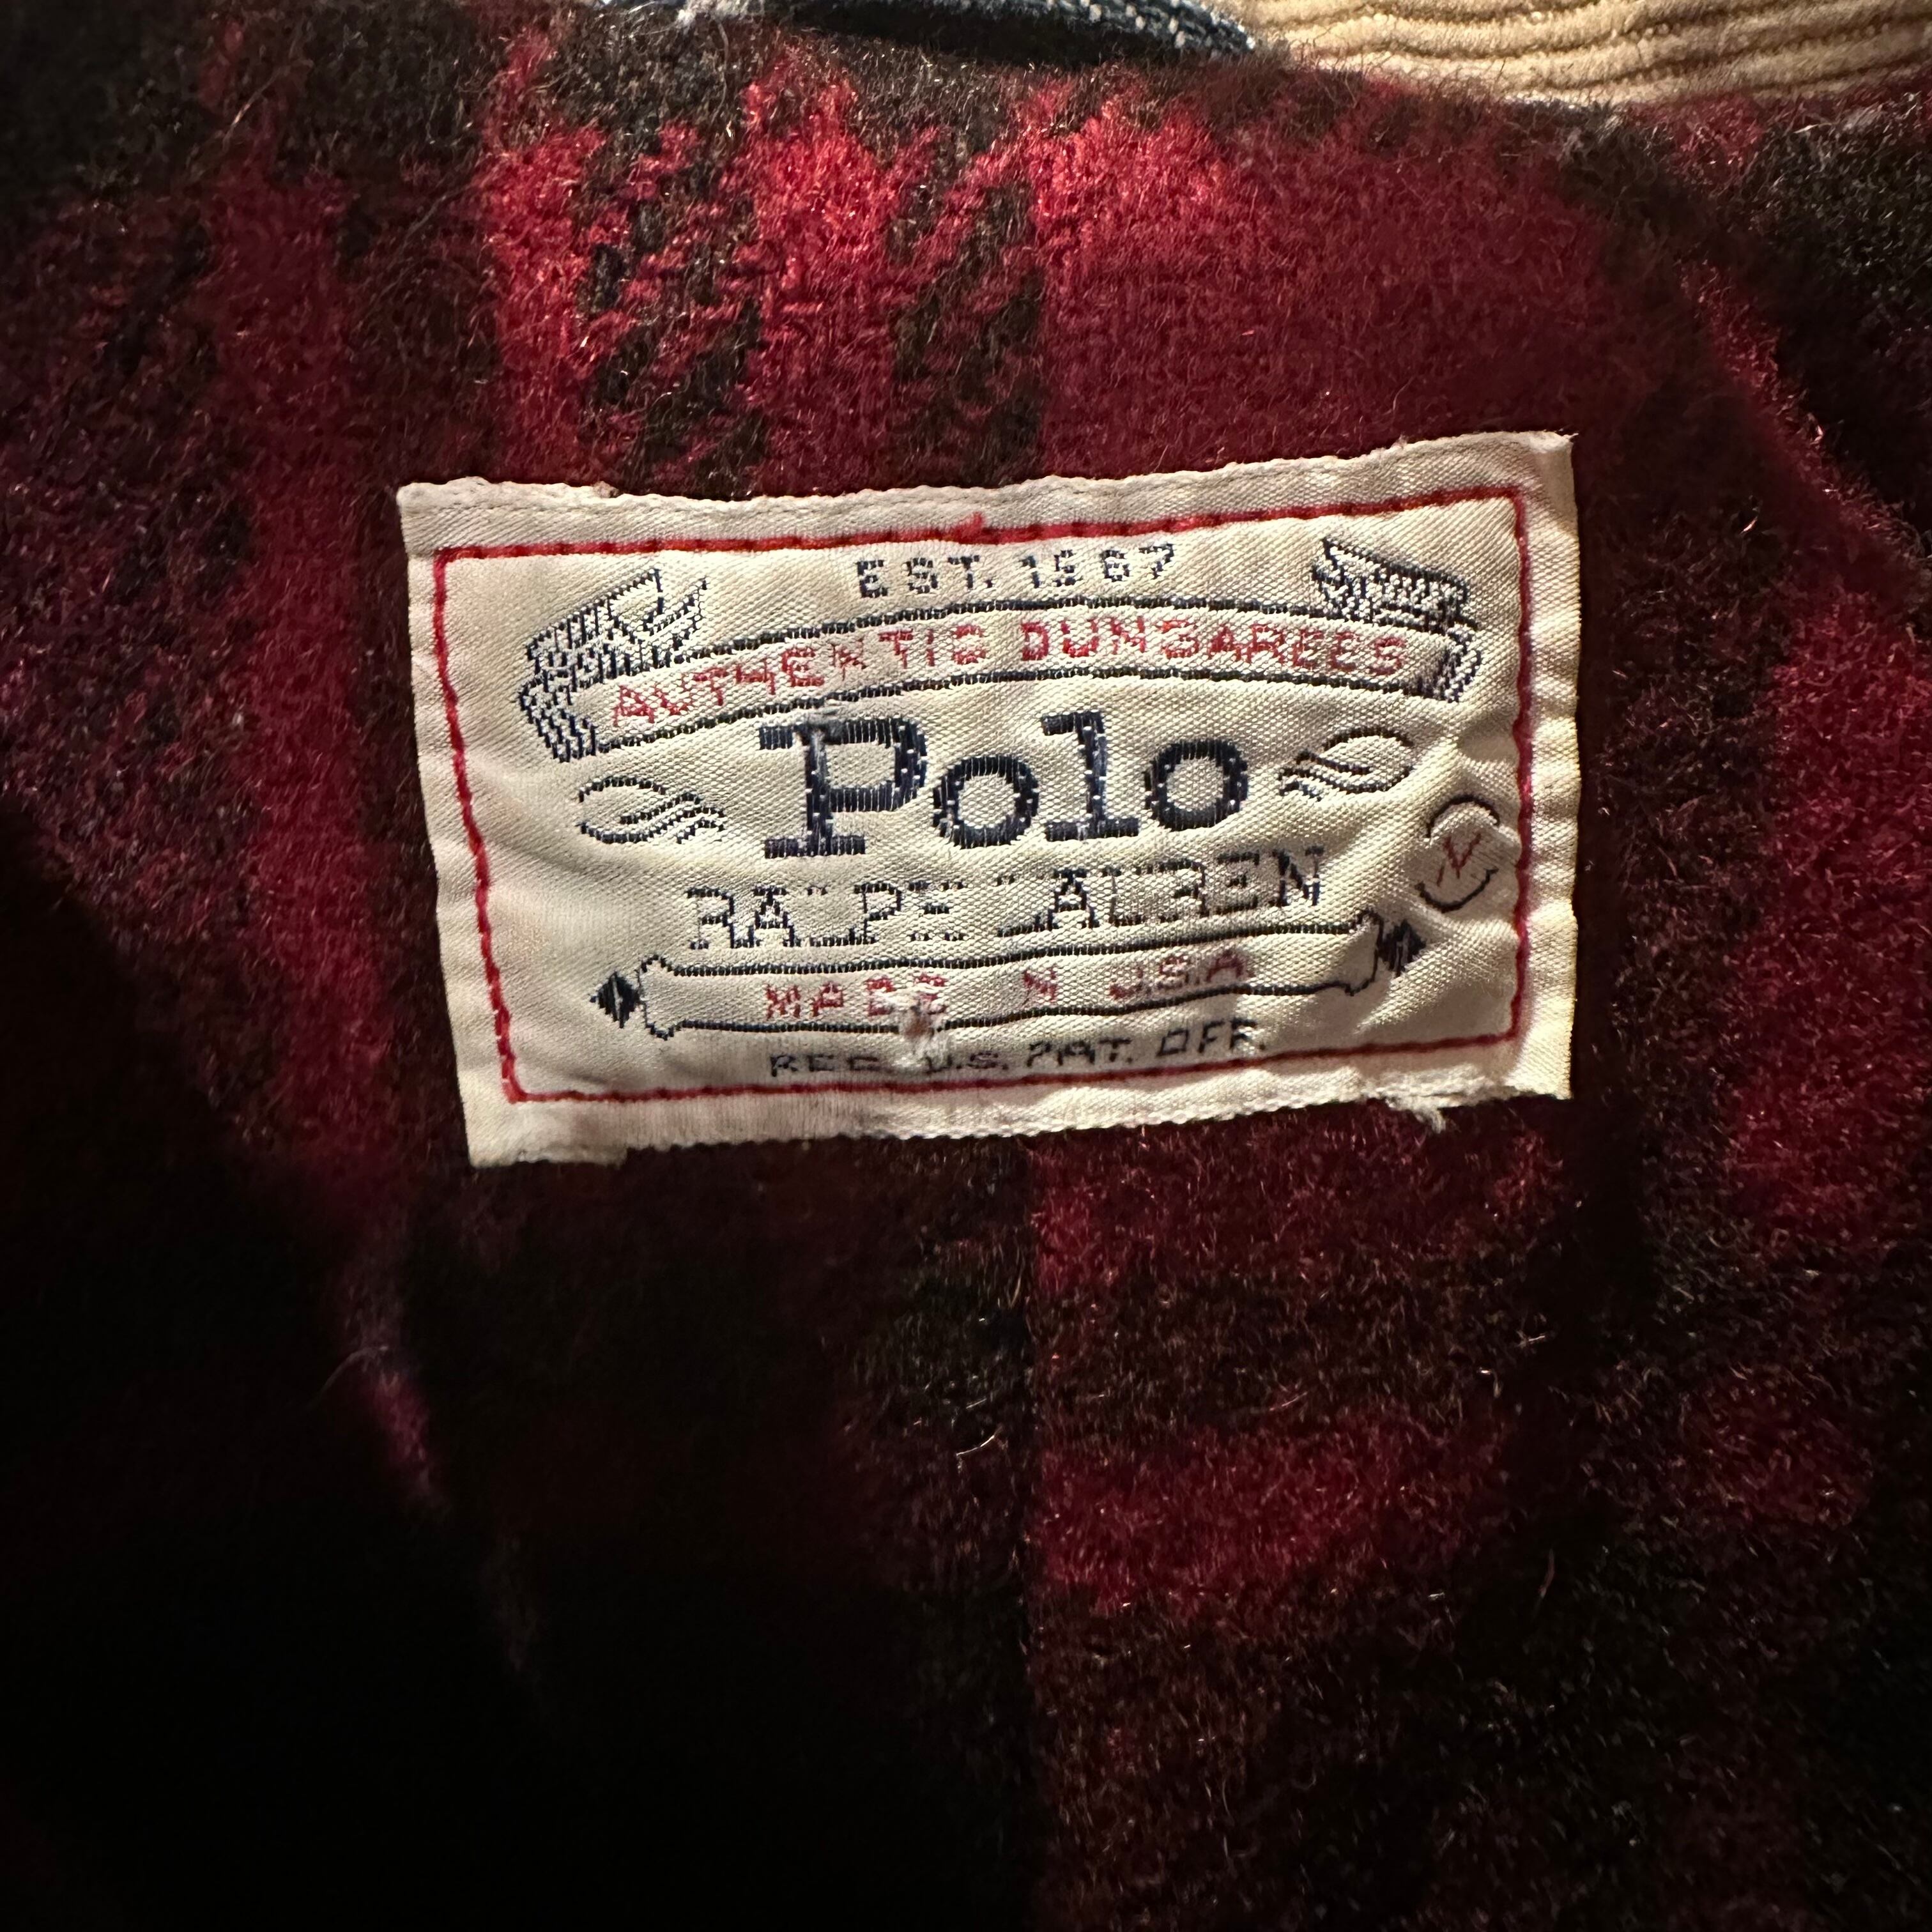 EST. 1967
AUTHENTIC DUNGAREES
Polo
RALPH LAUREN
MADE IN U.S.A.
REG. U.S. PAT. OFF.